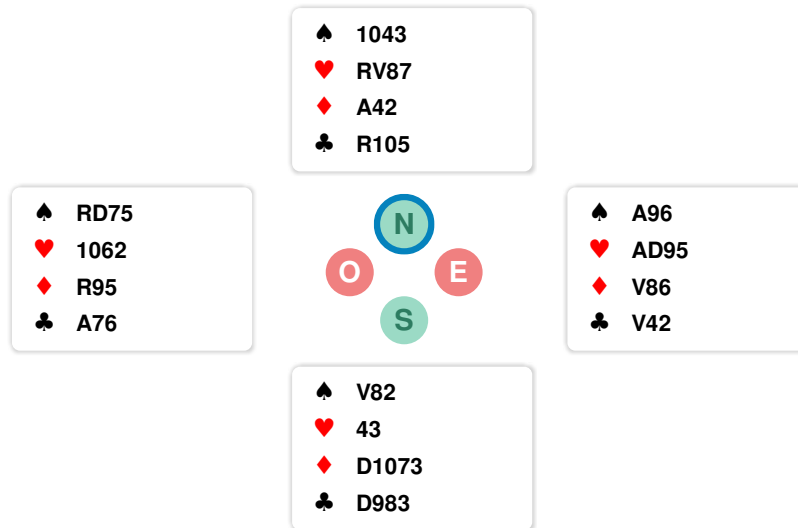 ♠ 1043
♥ RV87
♦ A42
♣ R105
♠ RD75
♥ 1062
♦ R95
♣ A76
N
O E
S
♠ A96
♥ AD95
♦ V86
♣ V42
♠ V82
♥ 43
♦ D1073
♣ D983